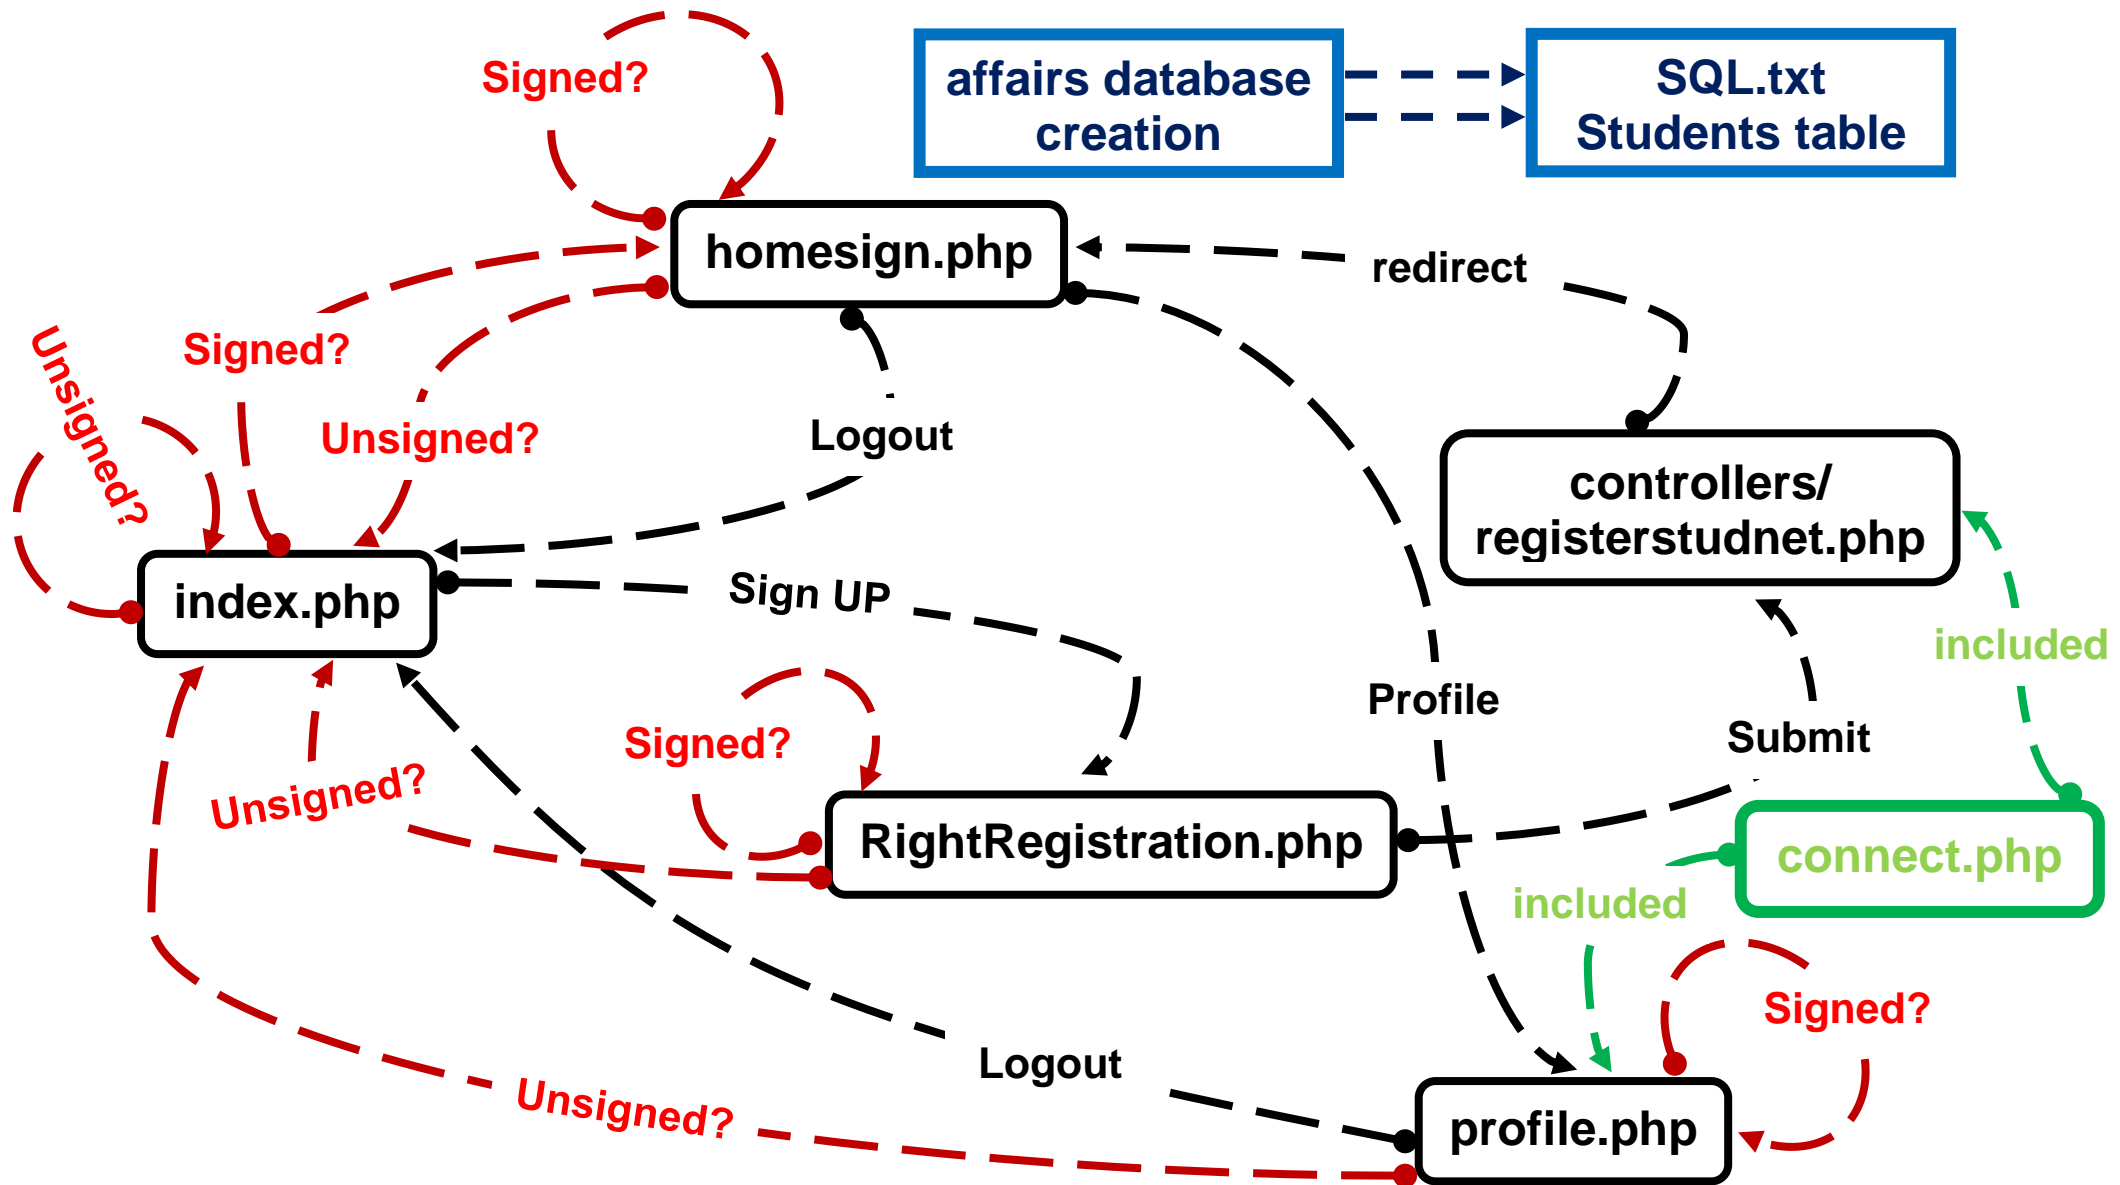 Signed?
affairs database
creation
SQL.txt
Students table
homesign.php
redirect
Signed?
Unsigned?
Unsigned?
Logout
controllers/
registerstudnet.php
index.php
Sign UP
included
Profile
Submit
Signed?
Unsigned?
RightRegistration.php
connect.php
included
Signed?
Logout
Unsigned?
profile.php